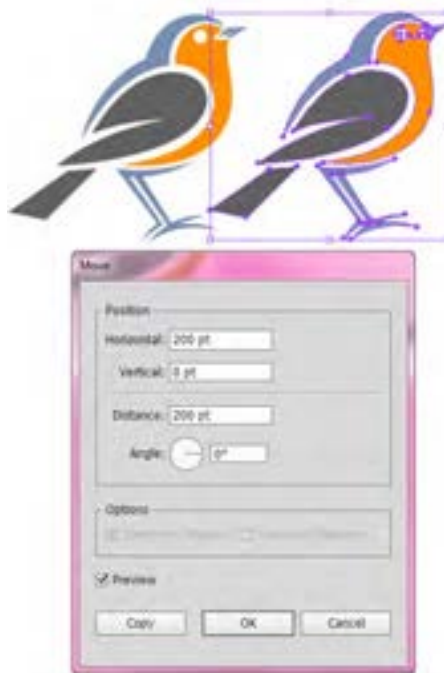 Move
Position
Horizontal: 200 pt
Vertical: 0 pt
Distance: 200 pt
Angle: 0°
Options
Preview
Copy OK Cancel